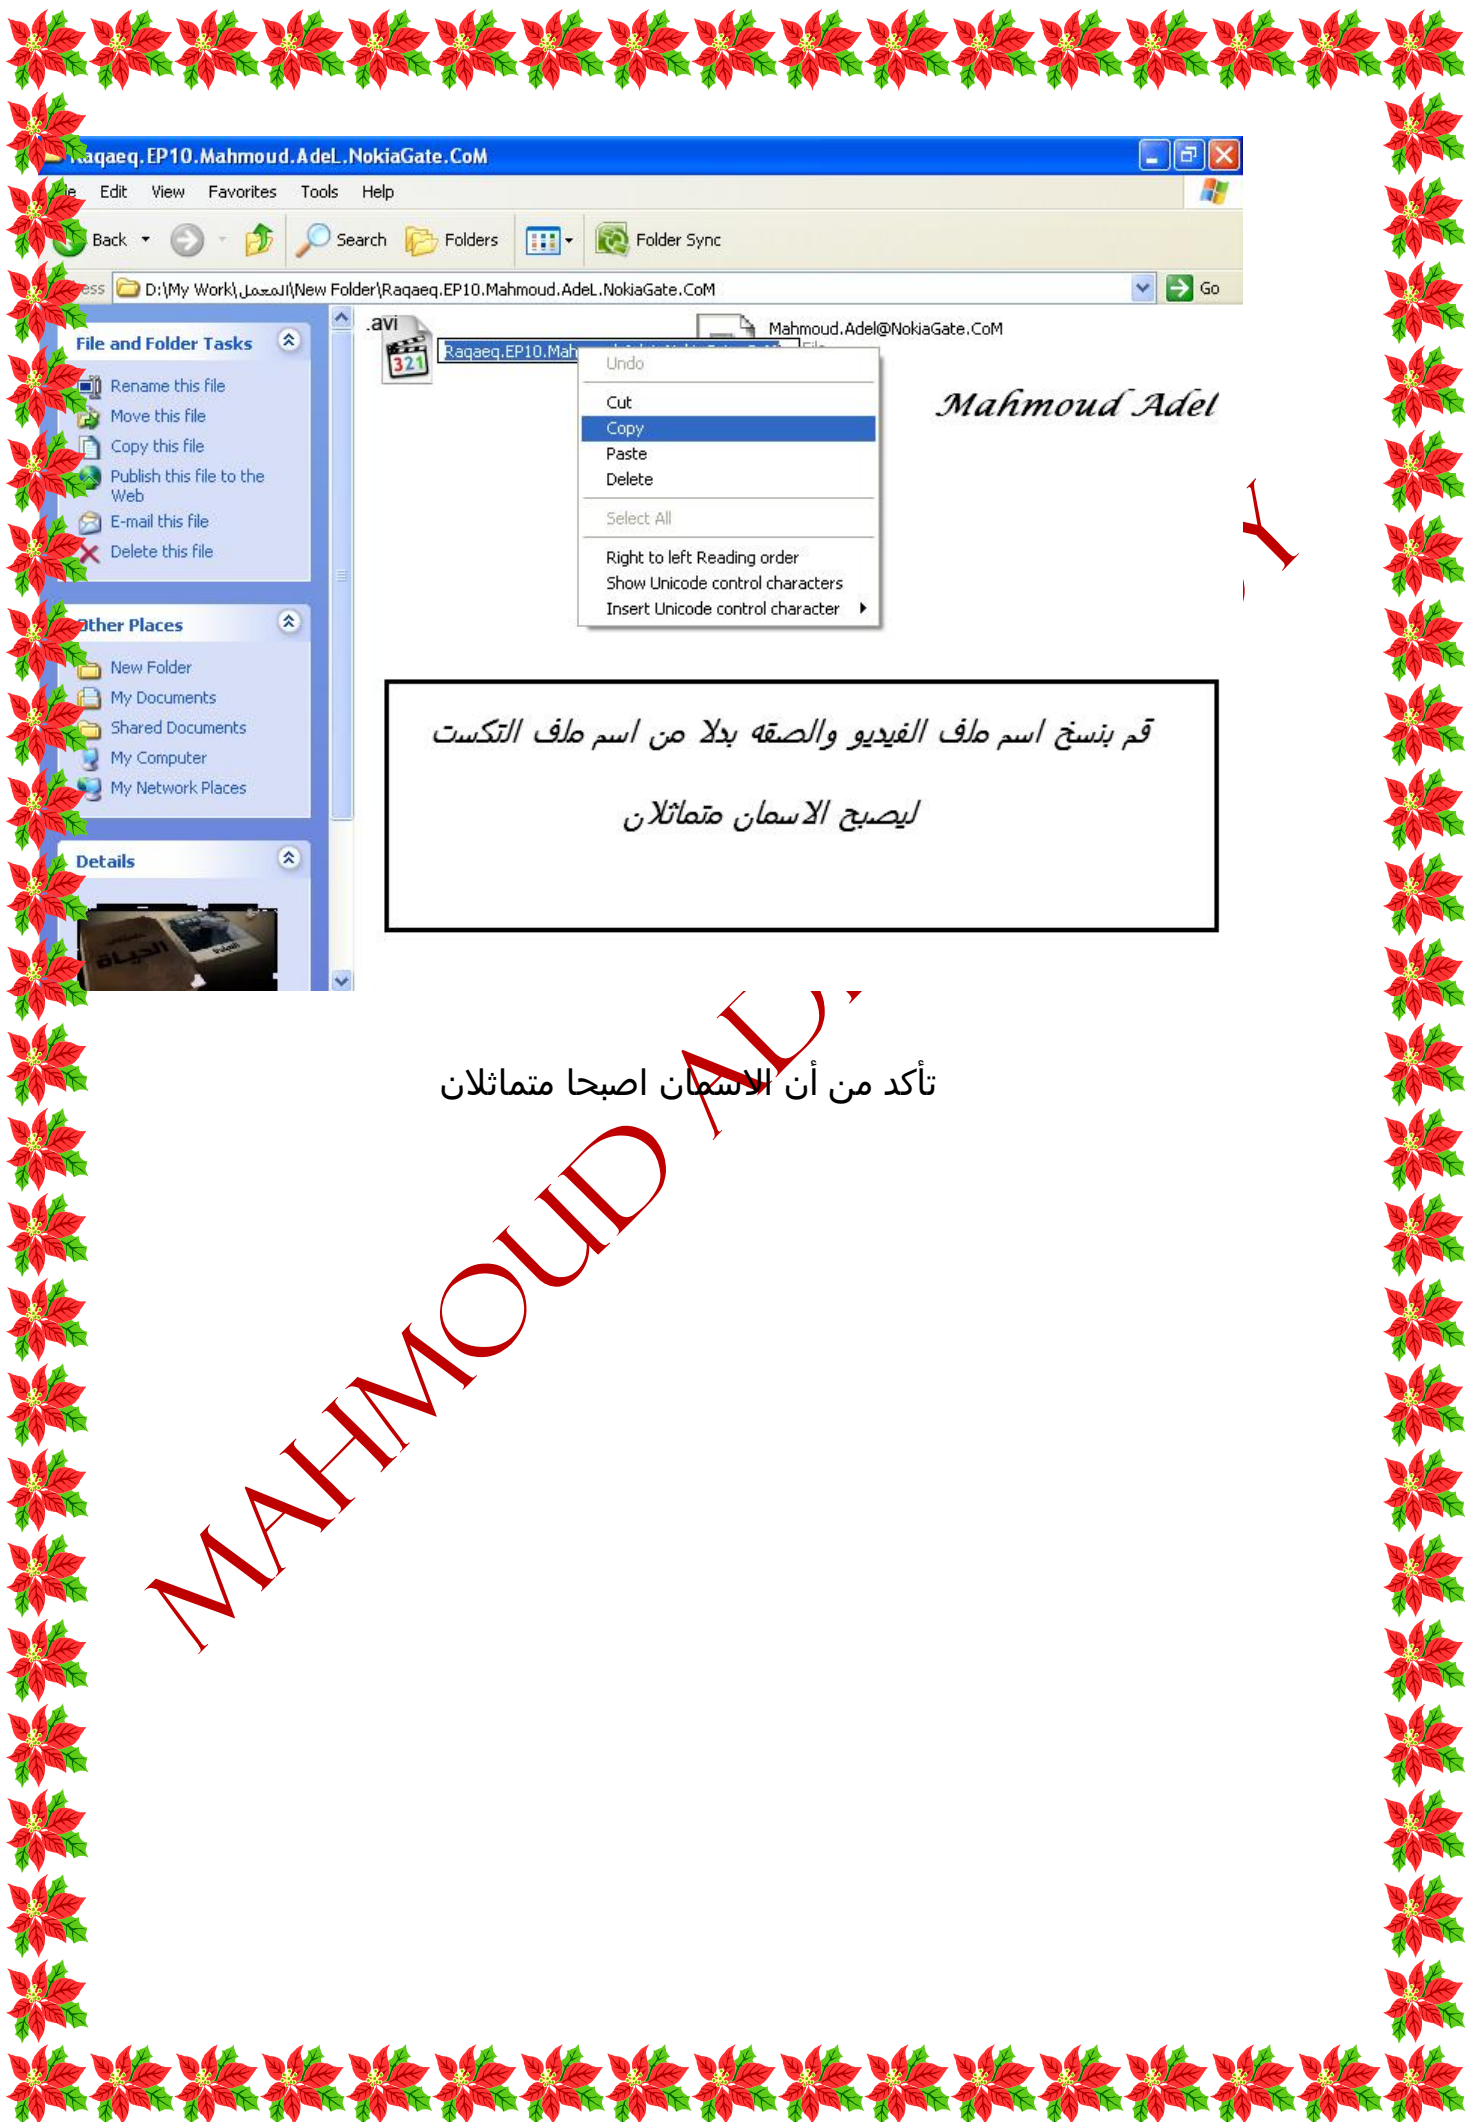 Raqaeq.EP10.Mahmoud.AdeL.NokiaGate.CoM
Edit View Favorites Tools Help
Back Search Folders Folder Sync
D:\My Work\المعمل\New Folder\Raqaeq.EP10.Mahmoud.AdeL.NokiaGate.CoM Go
File and Folder Tasks
Rename this file
Move this file
Copy this file
Publish this file to the
Web
E-mail this file
Delete this file
Other Places
New Folder
My Documents
Shared Documents
My Computer
My Network Places
Details
الحياة
.avi
321
Raqaeq.EP10.Mah
Mahmoud.Adel@NokiaGate.CoM
Undo
Cut
Copy
Paste
Delete
Select All
Right to left Reading order
Show Unicode control characters
Insert Unicode control character
Mahmoud Adel
قم بنسخ اسم ملف الفيديو والصقه بدلا من اسم ملف التكست
ليصبح الاسمان متماثلان
تأكد من أن الاسمان اصبحا متماثلان
MAHMOUD AD
Y